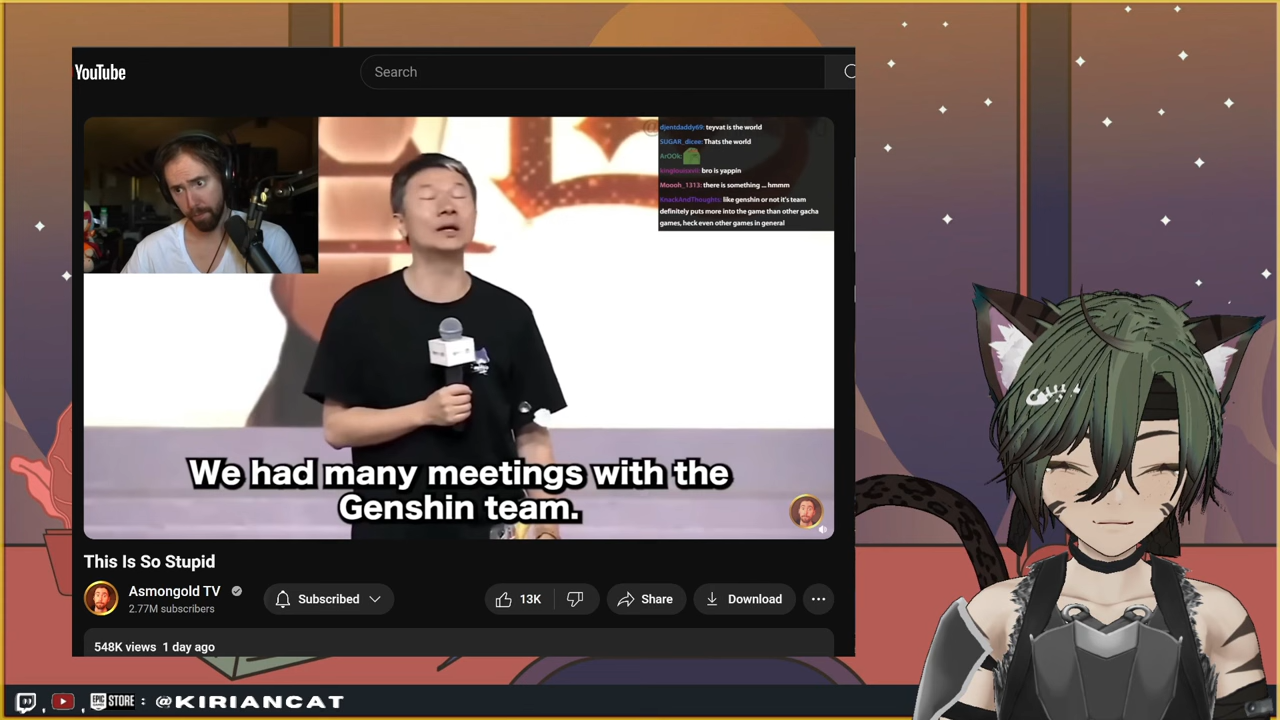 YouTube
Search
djentdaddy69: teyvat is the world
SUGAR_dicee: Thats the world
ArOOk:
bro is yappin
Moooh_1313: there is something ... hmmm
KnackAndThoughts: like genshin or not it's team
definitely puts more into the game than other gacha
games, heck even other games in general
We had many meetings with the
Genshin team.
This Is So Stupid
Asmongold TV
2.77M subscribers
Subscribed
13K
Share
Download
548K views 1 day ago
EPIC
STORE : @KIRIANCAT